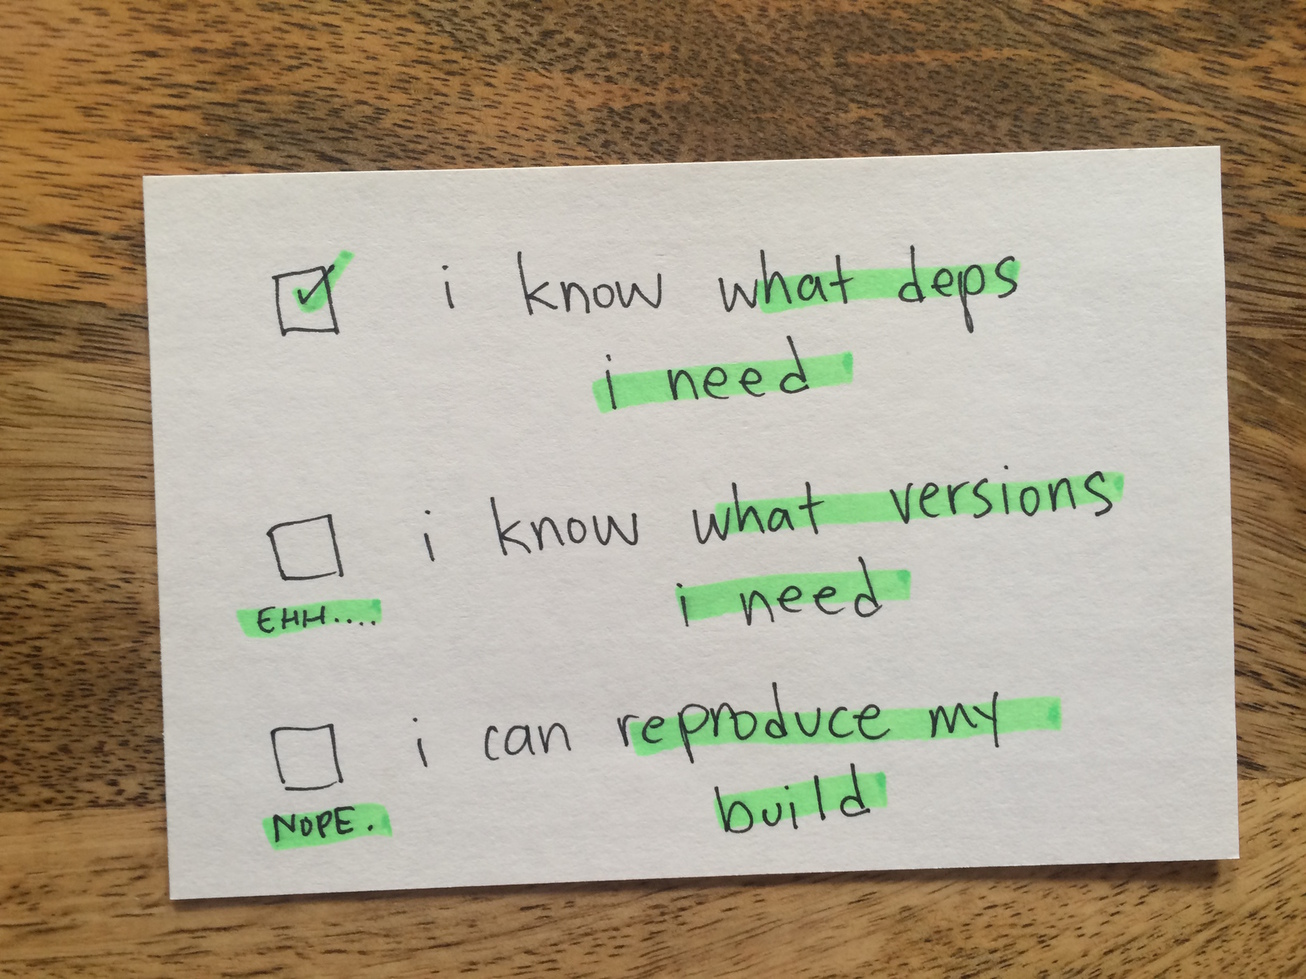 i know what deps
i need
i know what versions
EHH....
i need
i can reproduce my
NOPE.
build